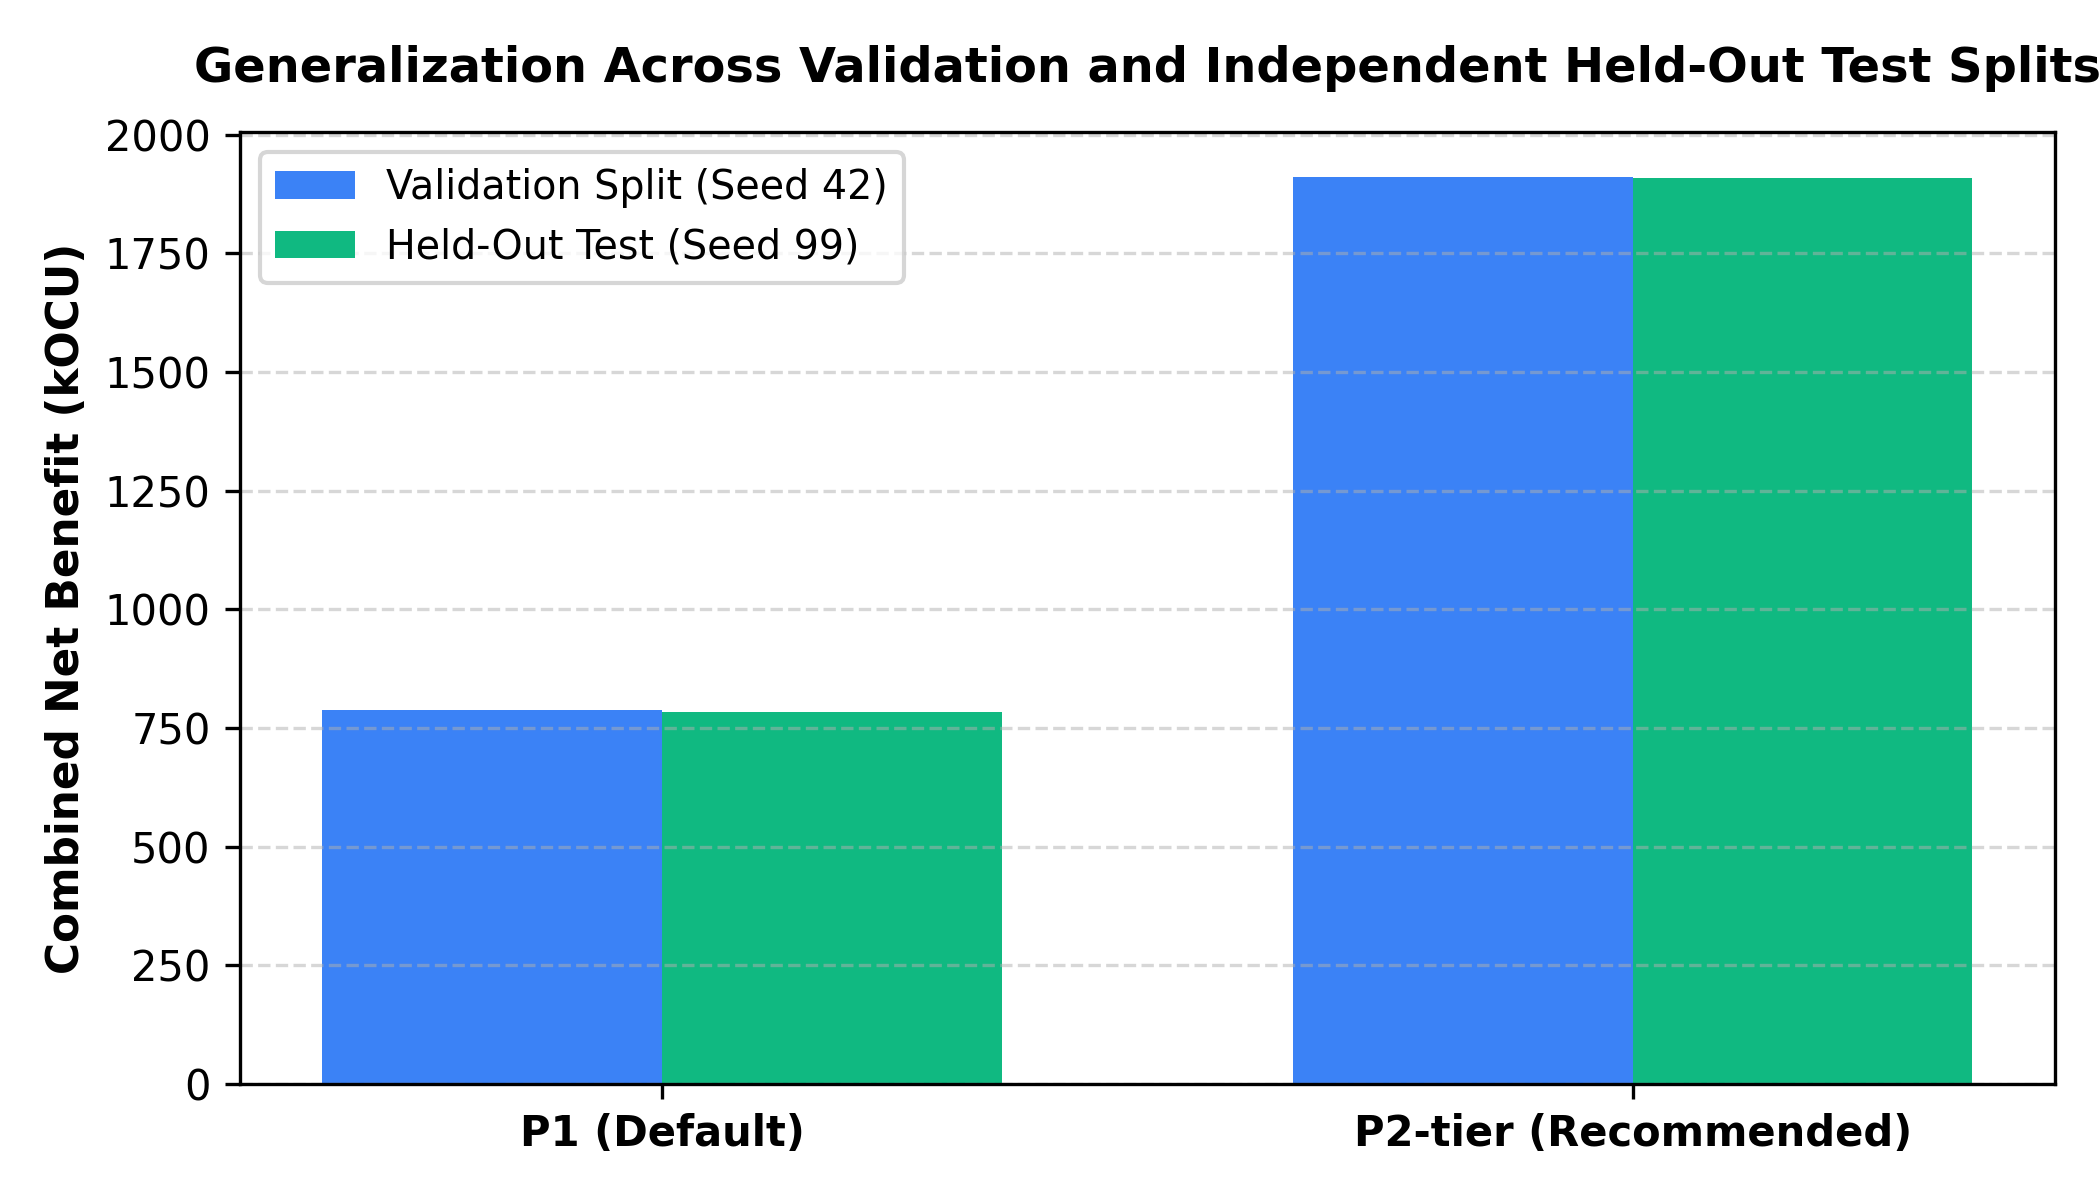 Generalization Across Validation and Independent Held-Out Test Splits
Combined Net Benefit (kOCU)
2000
1750
1500
1250
1000
750
500
250
0
Validation Split (Seed 42)
Held-Out Test (Seed 99)
P1 (Default)
P2-tier (Recommended)